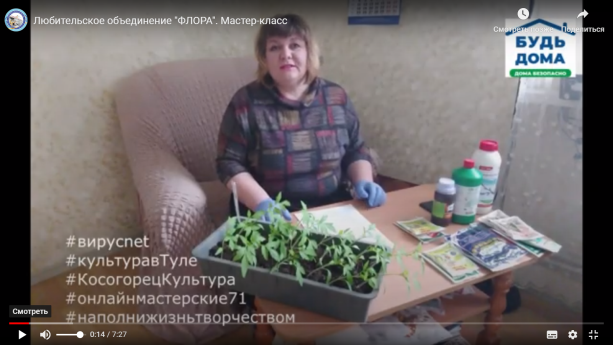 Любительское объединение "ФЛОРА". Мастер-класс
Смотреть
Поделиться
БУДЬ
ДОМА
ДОМА БЕЗОПАСНО
#вирусnet
#культуравТуле
#КосогорецКультура
#онлайнмастерские71
#наполнижизньтворчеством
Смотреть
0:14 / 7:27